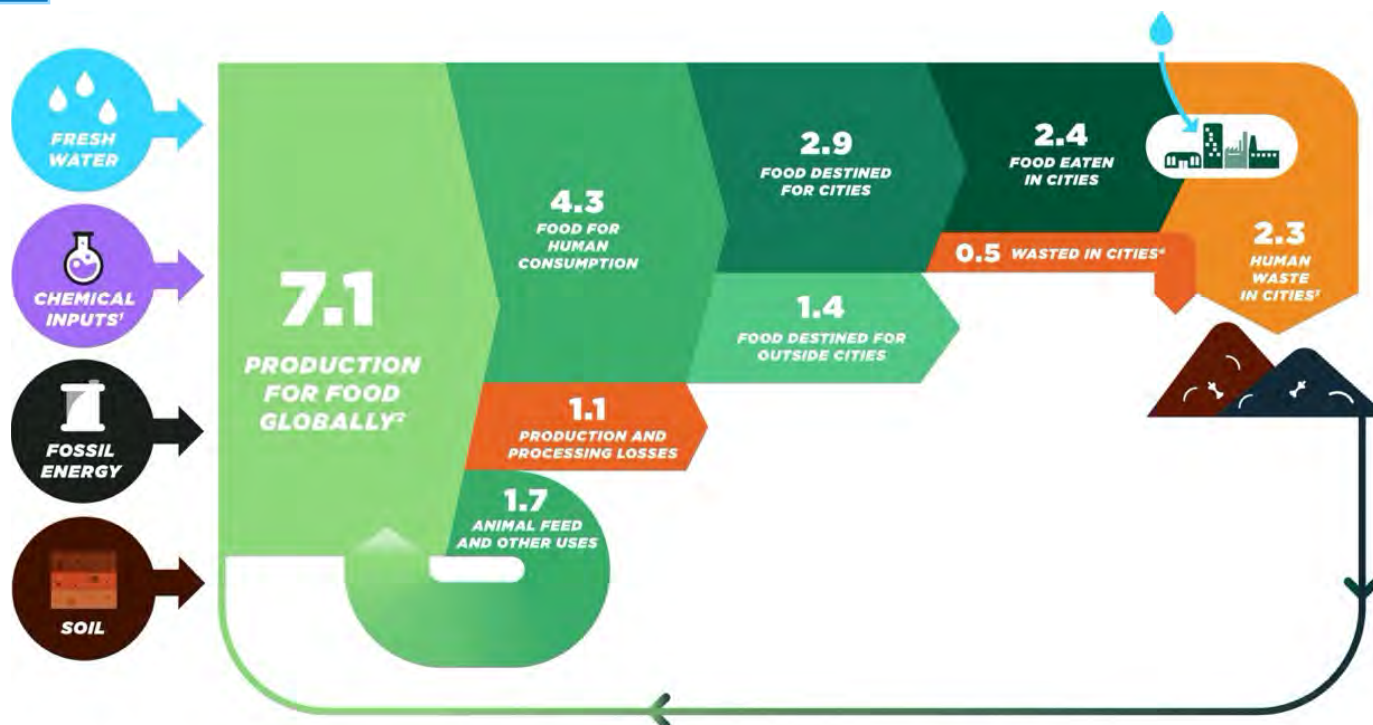 FRESH
WATER
CHEMICAL
INPUTS¹
FOSSIL
ENERGY
SOIL
7.1
PRODUCTION
FOR FOOD
GLOBALLY²
4.3
FOOD FOR
HUMAN
CONSUMPTION
1.1
PRODUCTION AND
PROCESSING LOSSES
1.7
ANIMAL FEED
AND OTHER USES
2.9
FOOD DESTINED
FOR CITIES
1.4
FOOD DESTINED FOR
OUTSIDE CITIES
2.4
FOOD EATEN
IN CITIES
0.5 WASTED IN CITIES⁴
2.3
HUMAN
WASTE
IN CITIES³